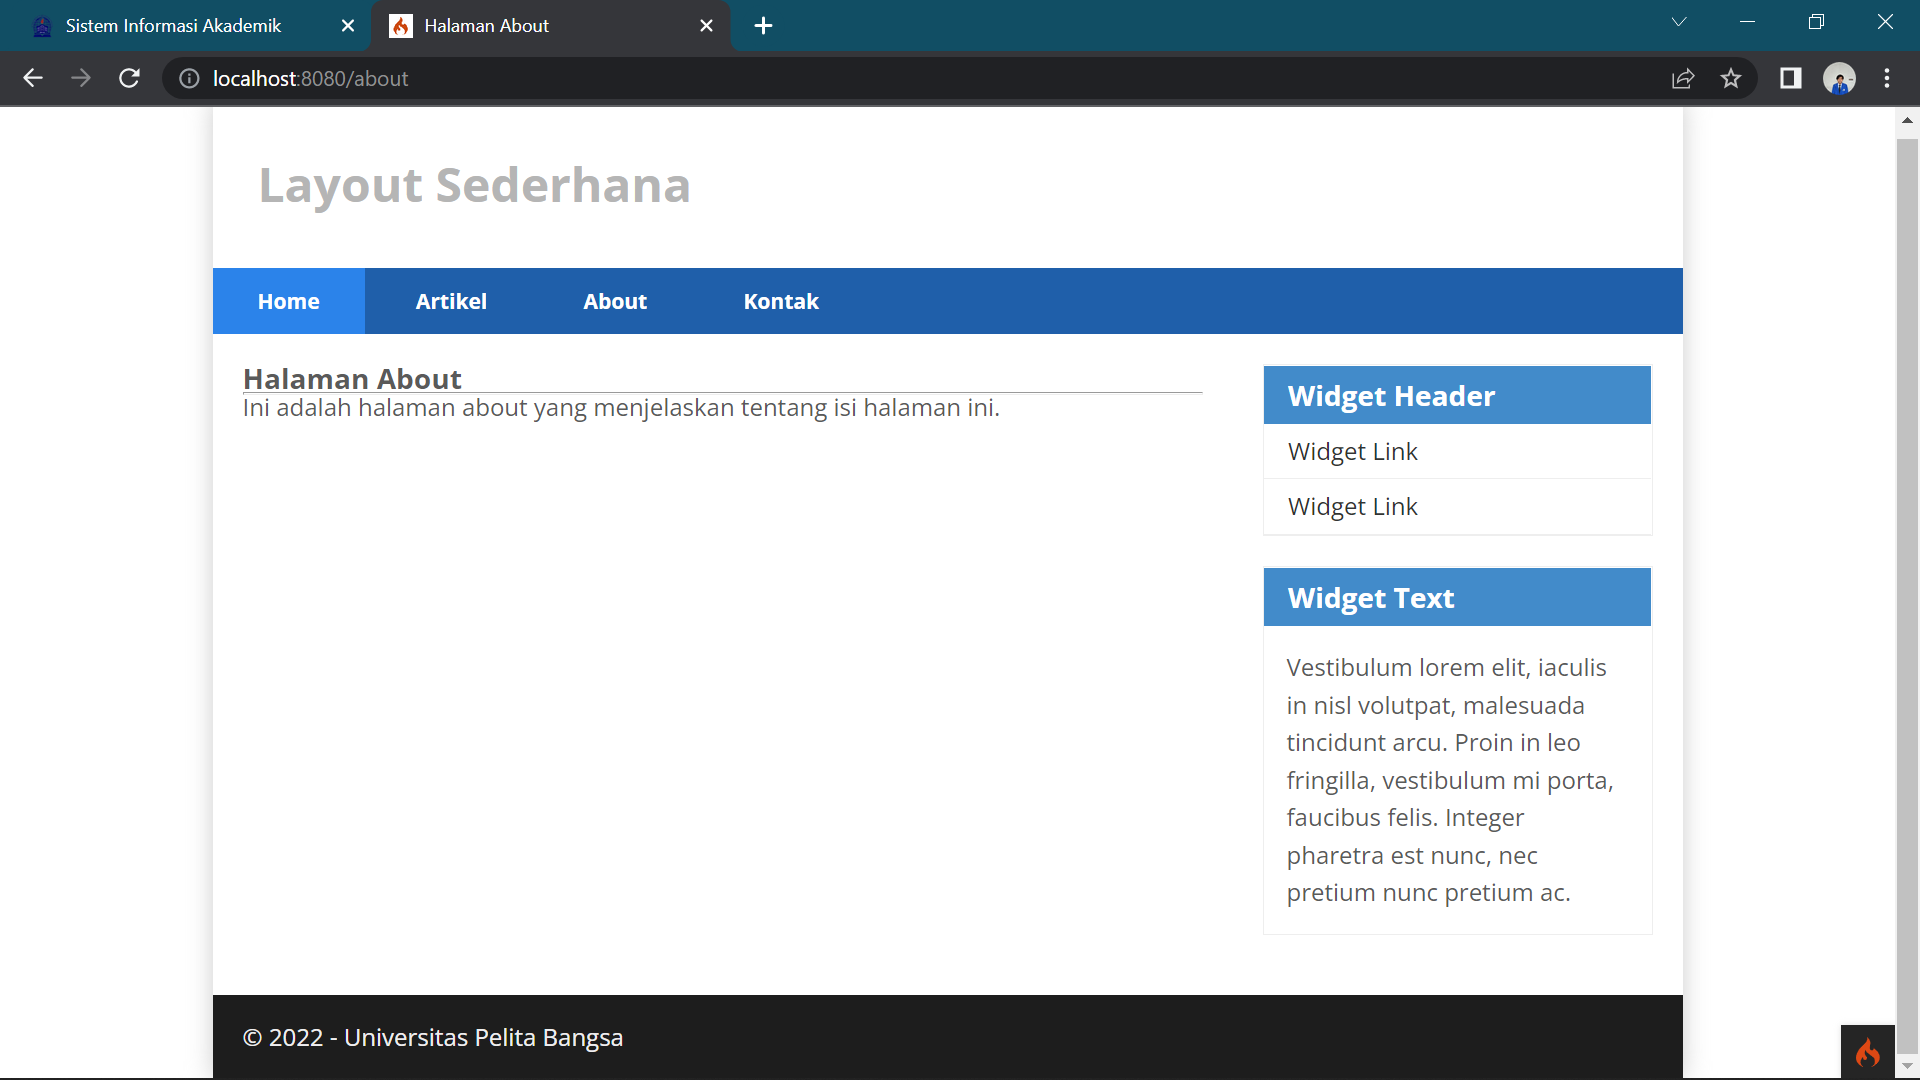 Sistem Informasi Akademik
Halaman About
localhost:8080/about
Layout Sederhana
Home Artikel About Kontak
Halaman About
Ini adalah halaman about yang menjelaskan tentang isi halaman ini.
Widget Header
Widget Link
Widget Link
Widget Text
Vestibulum lorem elit, iaculis
in nisl volutpat, malesuada
tincidunt arcu. Proin in leo
fringilla, vestibulum mi porta,
faucibus felis. Integer
pharetra est nunc, nec
pretium nunc pretium ac.
© 2022 - Universitas Pelita Bangsa